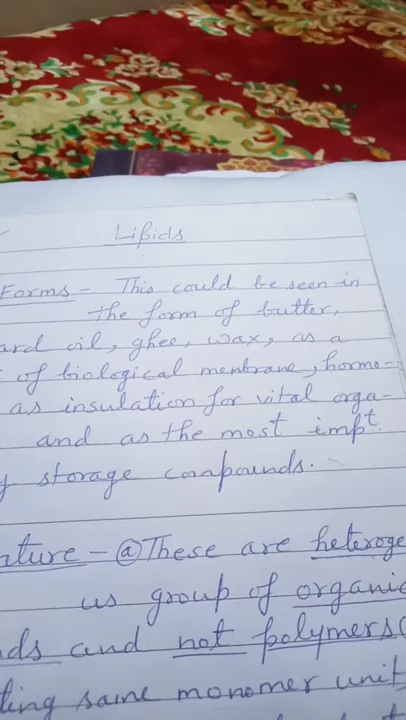 Lipids
Forms - This could be seen in
the form of butter,
ard oil, ghee, wax, as a
of biological membrane, hormo-
as insulation for vital orga-
and as the most impt.
y storage compounds.
ature - @ These are heteroge
us group of organic
nds and not polymers (
ting same monomer unit